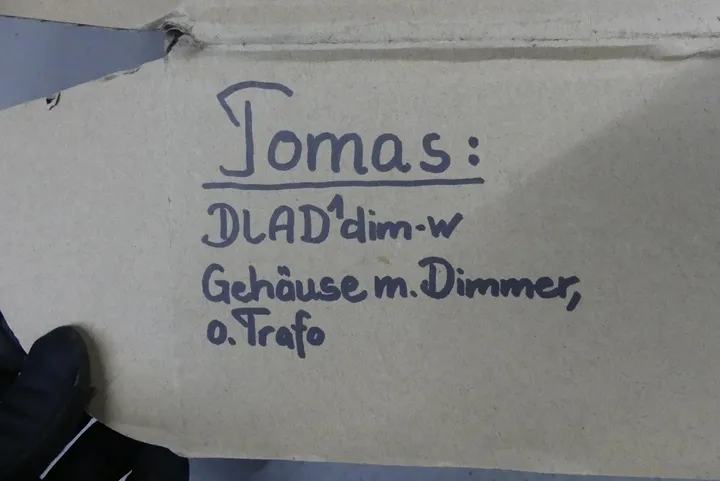 Tomas:
DLAD¹dim-w
Gehäuse m. Dimmer,
o. Trafo